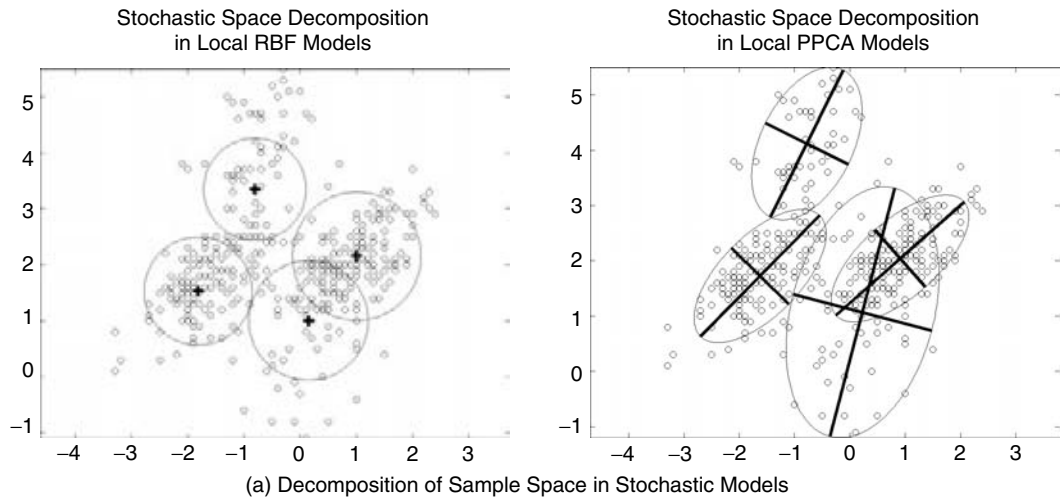 Stochastic Space Decomposition
in Local RBF Models
Stochastic Space Decomposition
in Local PPCA Models
5
4
3
2
1
0
−1
−4 −3 −2 −1 0 1 2 3
5
4
3
2
1
0
−1
−4 −3 −2 −1 0 1 2 3
(a) Decomposition of Sample Space in Stochastic Models